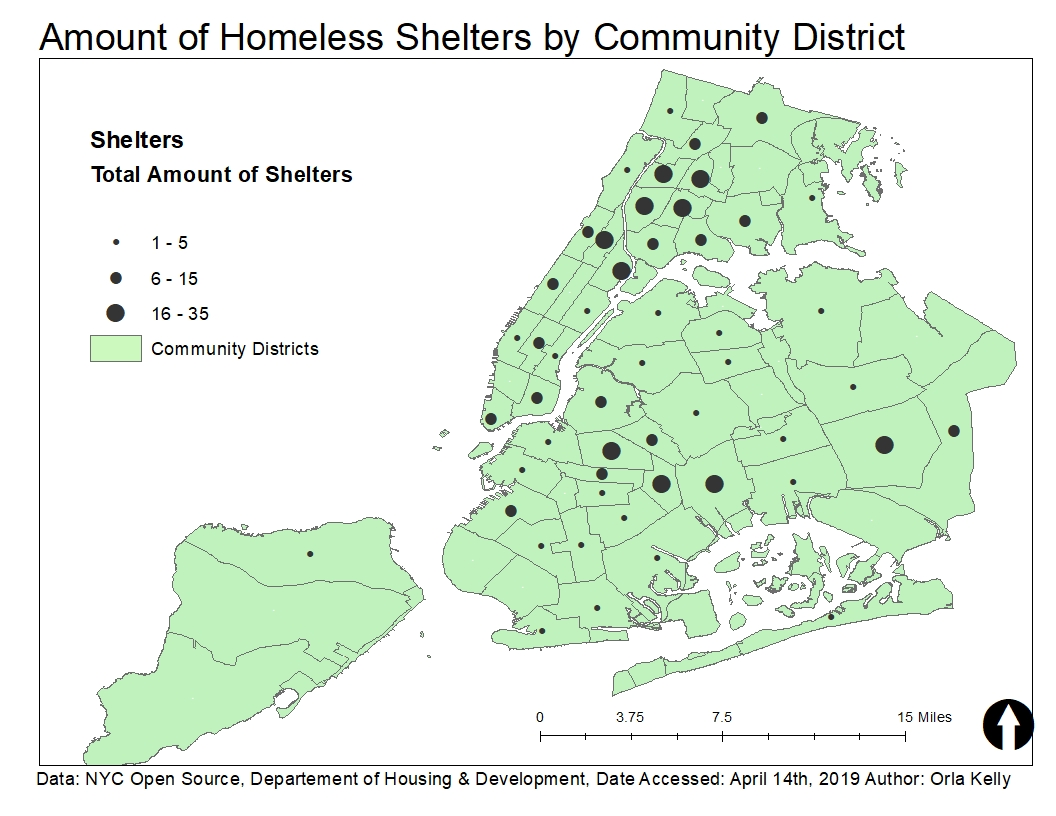 Amount of Homeless Shelters by Community District
Shelters
Total Amount of Shelters
1 - 5
6 - 15
16 - 35
Community Districts
0 3.75 7.5 15 Miles
Data: NYC Open Source, Departement of Housing & Development, Date Accessed: April 14th, 2019 Author: Orla Kelly